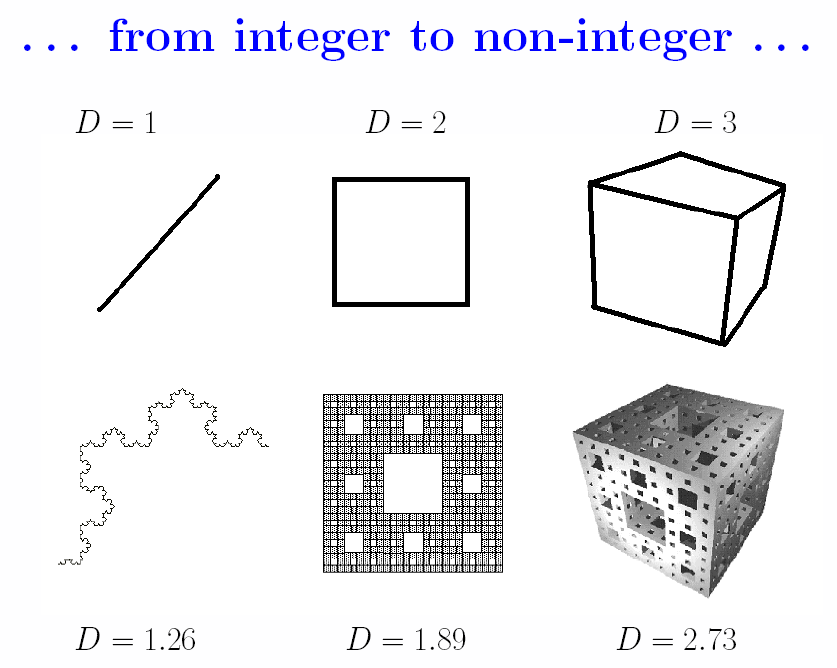 ... from integer to non-integer ...
D = 1 D = 2 D = 3
D = 1.26 D = 1.89 D = 2.73